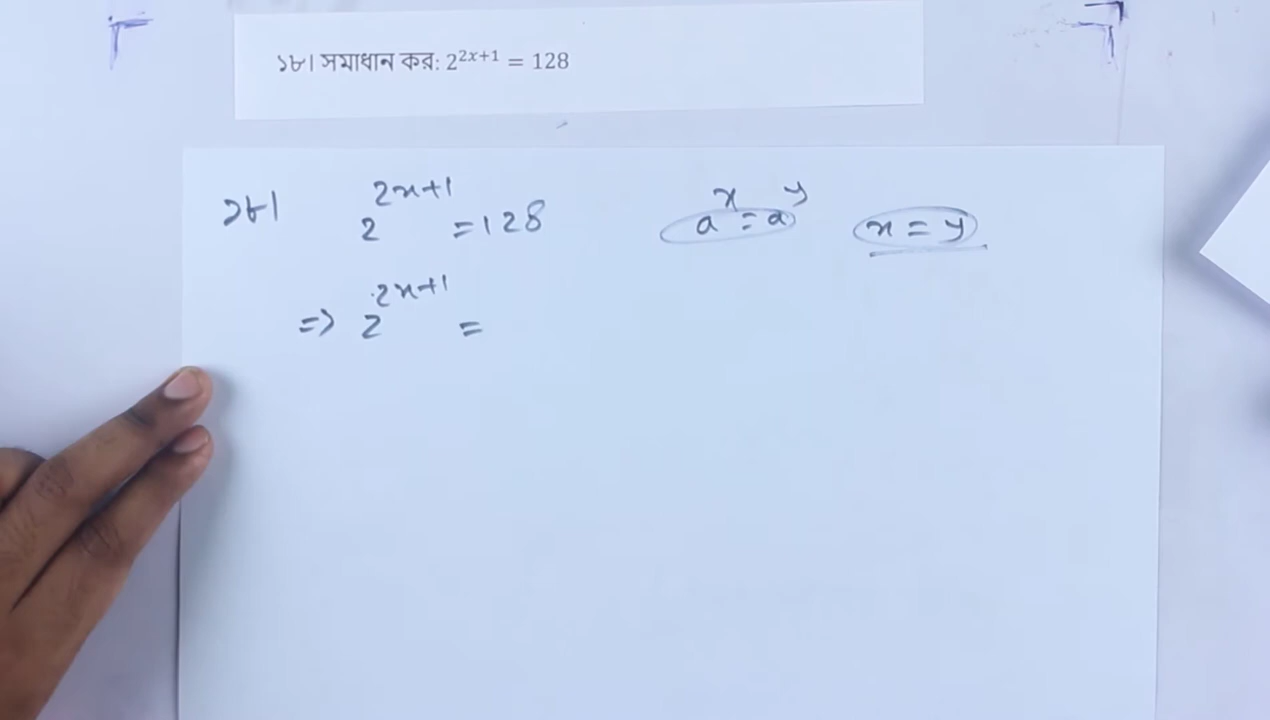 ১৮। সমাধান কর: 2^{2x+1} = 128
১৮। 2^{2x+1} = 128 a^x = a^y x = y
=> 2^{2x+1} =